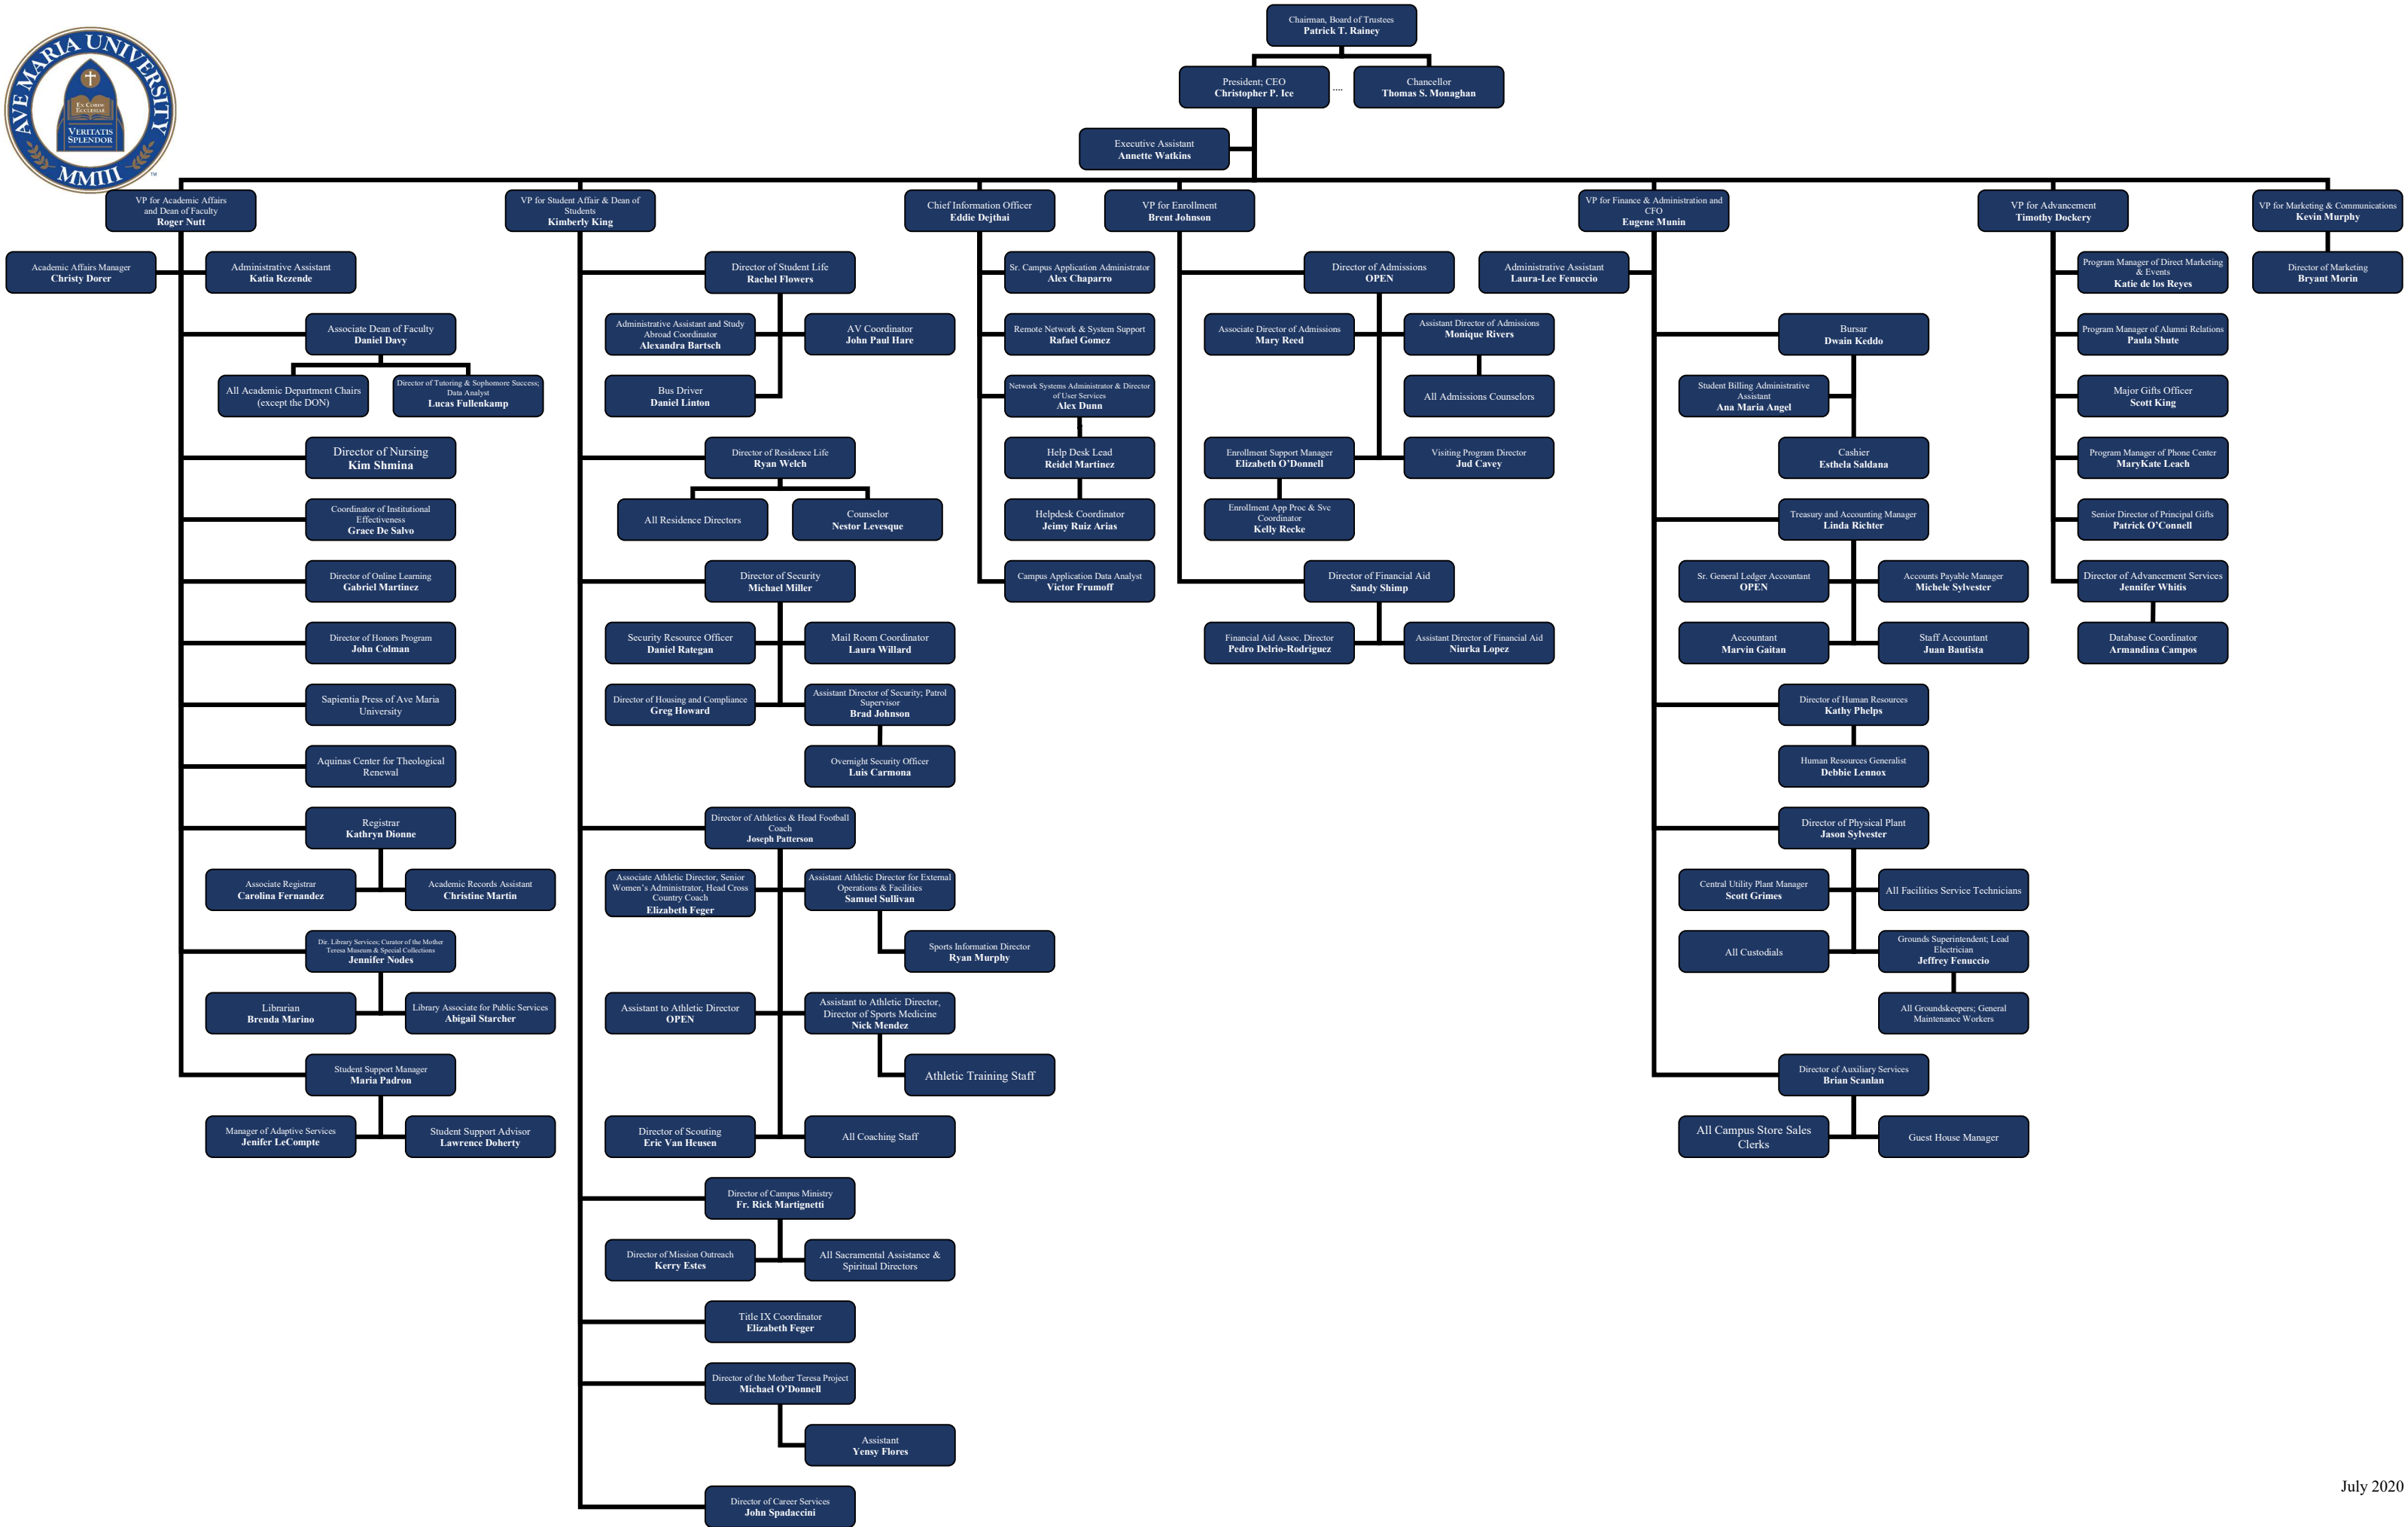 Chairman, Board of Trustees
Patrick T. Rainey
AVE MARIA UNIVERSITY
EX CORDE
ECCLESIAE
VERITATIS
SPLENDOR
MMIII
TM
President; CEO
Christopher P. Ice
....
Chancellor
Thomas S. Monaghan
Executive Assistant
Annette Watkins
VP for Academic Affairs
and Dean of Faculty
Roger Nutt
Academic Affairs Manager
Christy Dorer
Administrative Assistant
Katia Rezende
Associate Dean of Faculty
Daniel Davy
All Academic Department Chairs
(except the DON)
Director of Tutoring & Sophomore Success;
Data Analyst
Lucas Fullenkamp
Director of Nursing
Kim Shmina
Coordinator of Institutional
Effectiveness
Grace De Salvo
Director of Online Learning
Gabriel Martinez
Director of Honors Program
John Colman
Sapientia Press of Ave Maria
University
Aquinas Center for Theological
Renewal
Registrar
Kathryn Dionne
Associate Registrar
Carolina Fernandez
Academic Records Assistant
Christine Martin
Dir. Library Services; Curator of the Mother
Teresa Museum & Special Collections
Jennifer Nodes
Librarian
Brenda Marino
Library Associate for Public Services
Abigail Starcher
Student Support Manager
Maria Padron
Manager of Adaptive Services
Jenifer LeCompte
Student Support Advisor
Lawrence Doherty
VP for Student Affair & Dean of
Students
Kimberly King
Director of Student Life
Rachel Flowers
Administrative Assistant and Study
Abroad Coordinator
Alexandra Bartsch
AV Coordinator
John Paul Hare
Bus Driver
Daniel Linton
Director of Residence Life
Ryan Welch
All Residence Directors
Counselor
Nestor Levesque
Director of Security
Michael Miller
Security Resource Officer
Daniel Rategan
Mail Room Coordinator
Laura Willard
Director of Housing and Compliance
Greg Howard
Assistant Director of Security; Patrol
Supervisor
Brad Johnson
Overnight Security Officer
Luis Carmona
Director of Athletics & Head Football
Coach
Joseph Patterson
Associate Athletic Director, Senior
Women's Administrator, Head Cross
Country Coach
Elizabeth Feger
Assistant Athletic Director for External
Operations & Facilities
Samuel Sullivan
Sports Information Director
Ryan Murphy
Assistant to Athletic Director
OPEN
Assistant to Athletic Director,
Director of Sports Medicine
Nick Mendez
Athletic Training Staff
Director of Scouting
Eric Van Heusen
All Coaching Staff
Director of Campus Ministry
Fr. Rick Martignetti
Director of Mission Outreach
Kerry Estes
All Sacramental Assistance &
Spiritual Directors
Title IX Coordinator
Elizabeth Feger
Director of the Mother Teresa Project
Michael O'Donnell
Assistant
Yensy Flores
Director of Career Services
John Spadaccini
Chief Information Officer
Eddie Dejthai
Sr. Campus Application Administrator
Alex Chaparro
Remote Network & System Support
Rafael Gomez
Network Systems Administrator & Director
of User Services
Alex Dunn
Help Desk Lead
Reidel Martinez
Helpdesk Coordinator
Jeimy Ruiz Arias
Campus Application Data Analyst
Victor Frumoff
VP for Enrollment
Brent Johnson
Director of Admissions
OPEN
Associate Director of Admissions
Mary Reed
Assistant Director of Admissions
Monique Rivers
All Admissions Counselors
Enrollment Support Manager
Elizabeth O'Donnell
Visiting Program Director
Jud Cavey
Enrollment App Proc & Svc
Coordinator
Kelly Recke
Director of Financial Aid
Sandy Shimp
Financial Aid Assoc. Director
Pedro Delrio-Rodriguez
Assistant Director of Financial Aid
Niurka Lopez
VP for Finance & Administration and
CFO
Eugene Munin
Administrative Assistant
Laura-Lee Fenuccio
Bursar
Dwain Keddo
Student Billing Administrative
Assistant
Ana Maria Angel
Cashier
Esthela Saldana
Treasury and Accounting Manager
Linda Richter
Sr. General Ledger Accountant
OPEN
Accounts Payable Manager
Michele Sylvester
Accountant
Marvin Gaitan
Staff Accountant
Juan Bautista
Director of Human Resources
Kathy Phelps
Human Resources Generalist
Debbie Lennox
Director of Physical Plant
Jason Sylvester
Central Utility Plant Manager
Scott Grimes
All Facilities Service Technicians
All Custodials
Grounds Superintendent; Lead
Electrician
Jeffrey Fenuccio
All Groundskeepers; General
Maintenance Workers
Director of Auxiliary Services
Brian Scanlan
All Campus Store Sales
Clerks
Guest House Manager
VP for Advancement
Timothy Dockery
Program Manager of Direct Marketing
& Events
Katie de los Reyes
Program Manager of Alumni Relations
Paula Shute
Major Gifts Officer
Scott King
Program Manager of Phone Center
MaryKate Leach
Senior Director of Principal Gifts
Patrick O'Connell
Director of Advancement Services
Jennifer Whitis
Database Coordinator
Armandina Campos
VP for Marketing & Communications
Kevin Murphy
Director of Marketing
Bryant Morin
July 2020